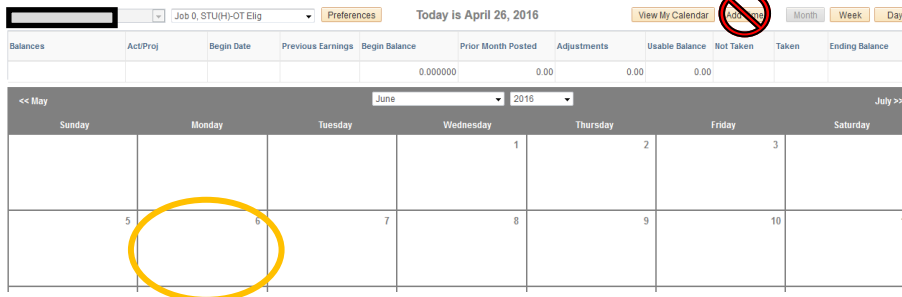 Job 0, STU(H)-OT Elig Preferences Today is April 26, 2016 View My Calendar Month Week Day
Balances Act/Proj Begin Date Previous Earnings Begin Balance Prior Month Posted Adjustments Usable Balance Not Taken Taken Ending Balance
0.000000 0.00 0.00 0.00
<< May June 2016 July >>
Sunday Monday Tuesday Wednesday Thursday Friday Saturday
1 2 3
5 6 7 8 9 10